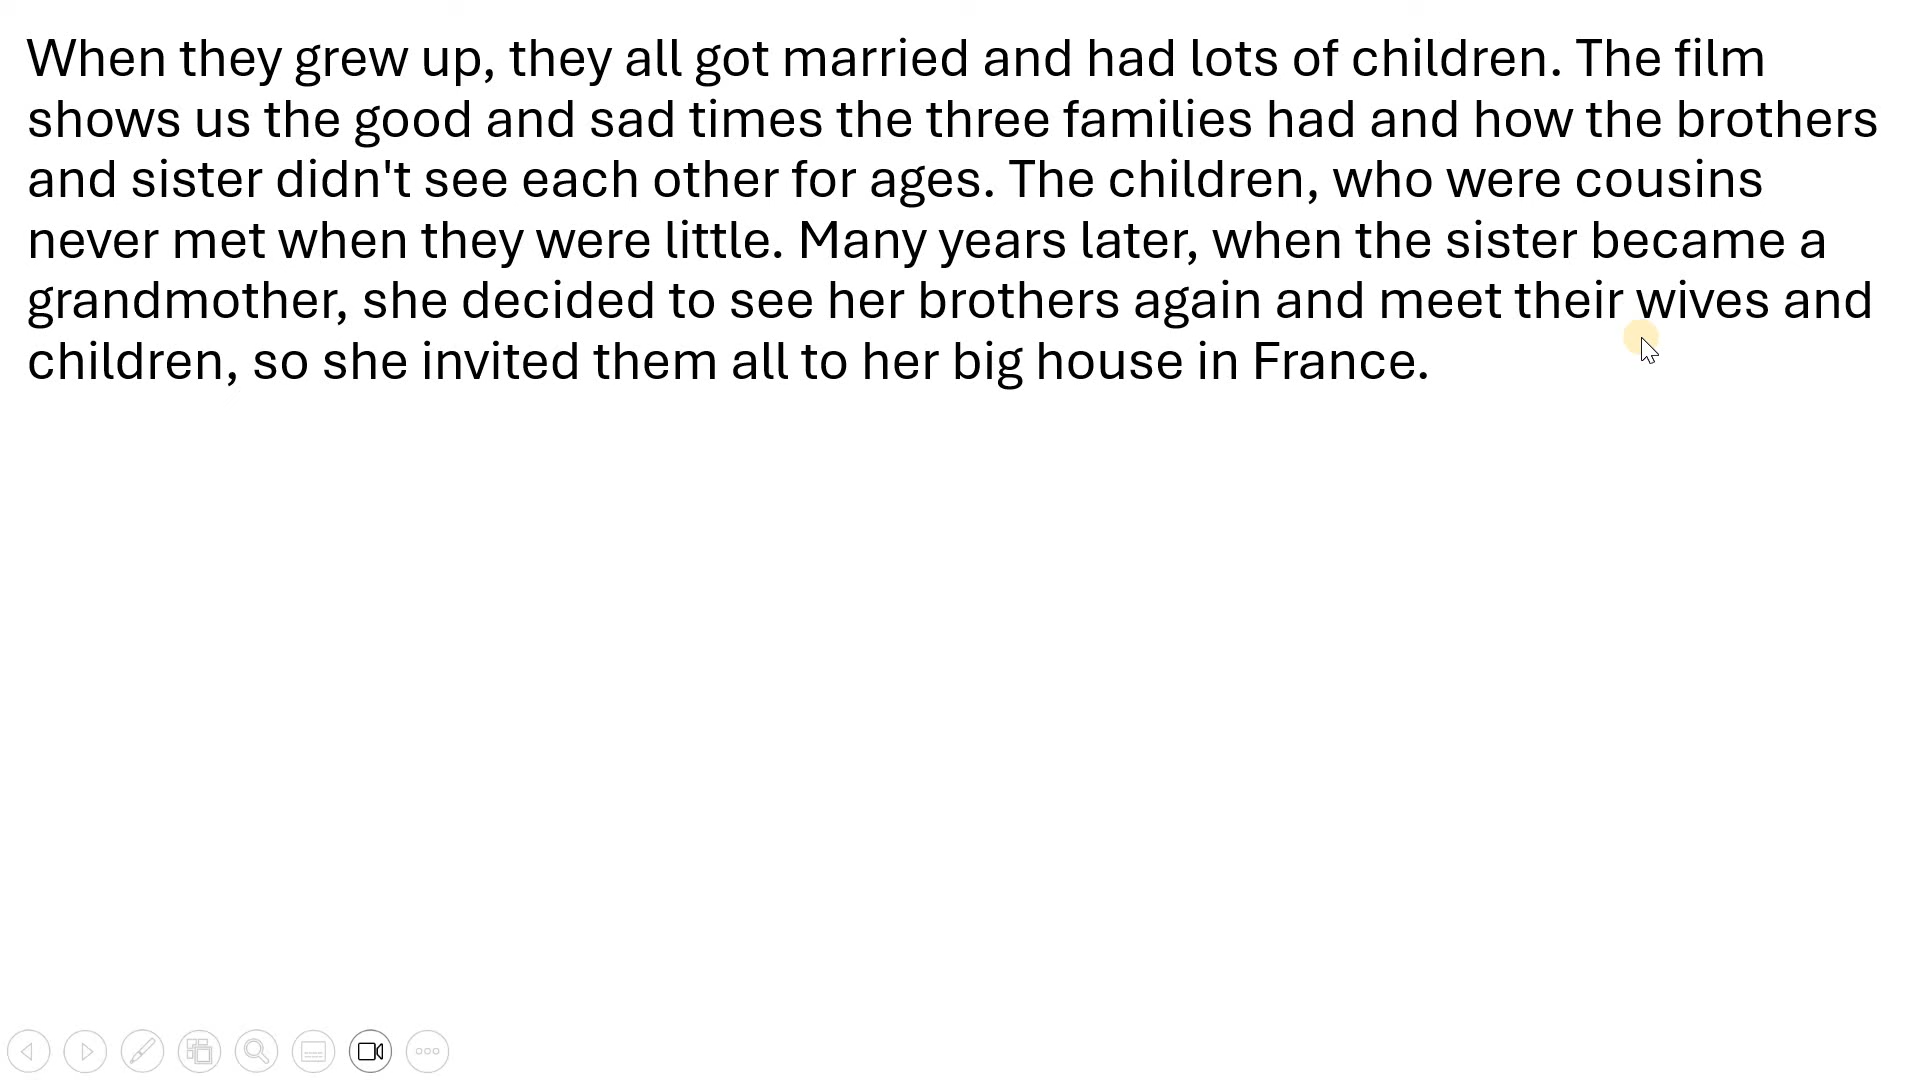 When they grew up, they all got married and had lots of children. The film
shows us the good and sad times the three families had and how the brothers
and sister didn't see each other for ages. The children, who were cousins
never met when they were little. Many years later, when the sister became a
grandmother, she decided to see her brothers again and meet their wives and
children, so she invited them all to her big house in France.